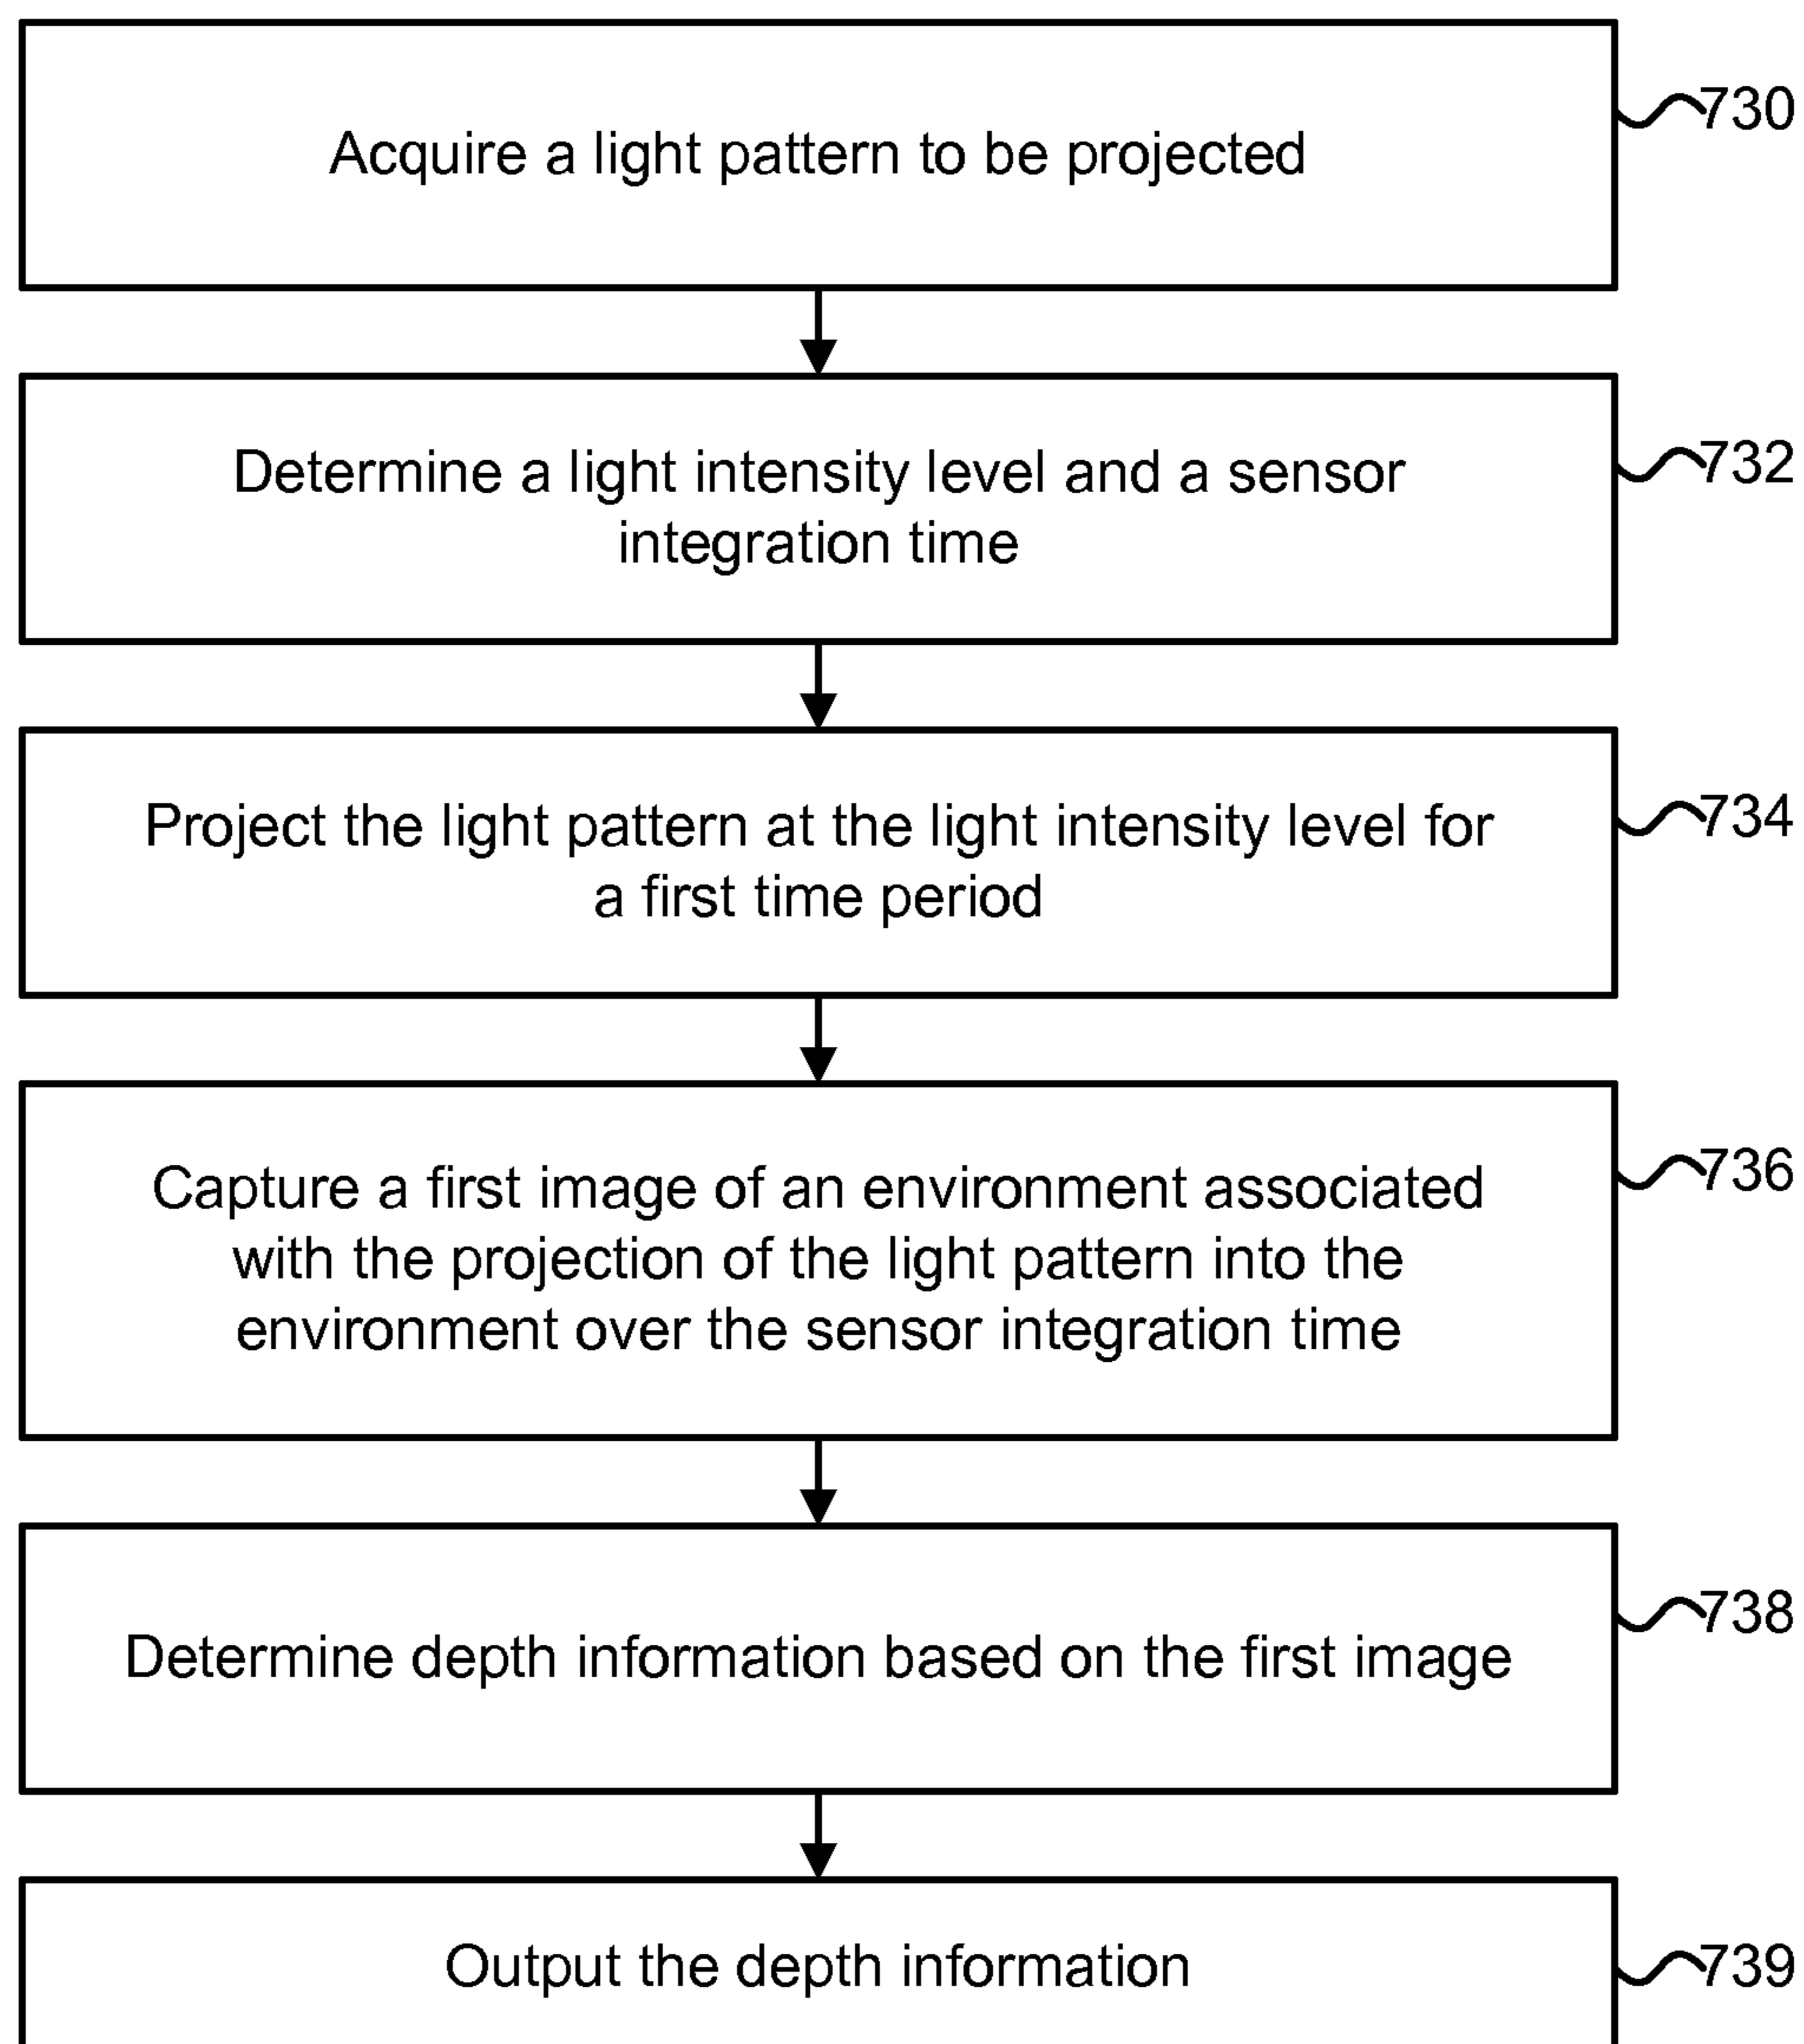 Acquire a light pattern to be projected
730
Determine a light intensity level and a sensor
integration time
732
Project the light pattern at the light intensity level for
a first time period
734
Capture a first image of an environment associated
with the projection of the light pattern into the
environment over the sensor integration time
736
Determine depth information based on the first image
738
Output the depth information
739